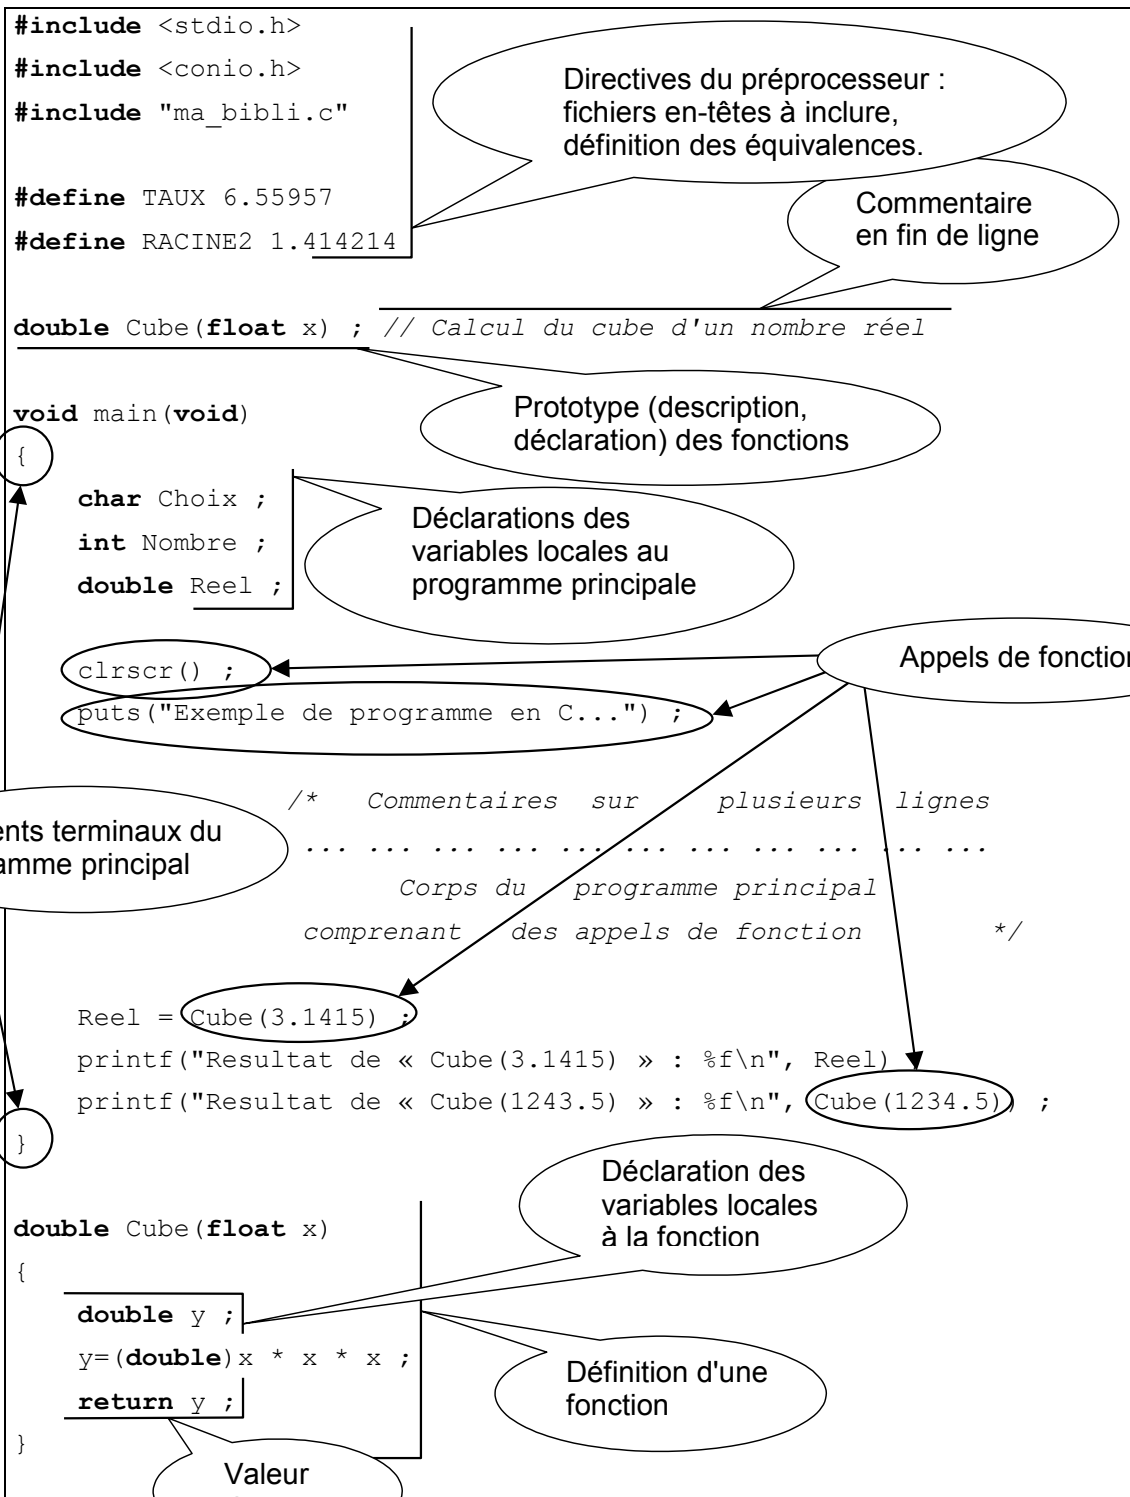 #include <stdio.h>
#include <conio.h>
#include "ma_bibli.c"
Directives du préprocesseur :
fichiers en-têtes à inclure,
définition des équivalences.
#define TAUX 6.55957
#define RACINE2 1.414214
Commentaire
en fin de ligne
double Cube(float x) ; // Calcul du cube d'un nombre réel
Prototype (description,
déclaration) des fonctions
void main(void)
{
char Choix ;
int Nombre ;
double Reel ;
Déclarations des
variables locales au
programme principale
clrscr() ;
puts("Exemple de programme en C...") ;
Appels de fonction
/* Commentaires sur plusieurs lignes
... ... ... ... ... ... ... ... ... ... ...
Corps du programme principal
comprenant des appels de fonction */
ents terminaux du
amme principal
Reel = Cube(3.1415) ;
printf("Resultat de « Cube(3.1415) » : %f\n", Reel)
printf("Resultat de « Cube(1243.5) » : %f\n", Cube(1234.5)) ;
}
Déclaration des
variables locales
à la fonction
double Cube(float x)
{
double y ;
y=(double)x * x * x ;
return y ;
}
Définition d'une
fonction
Valeur